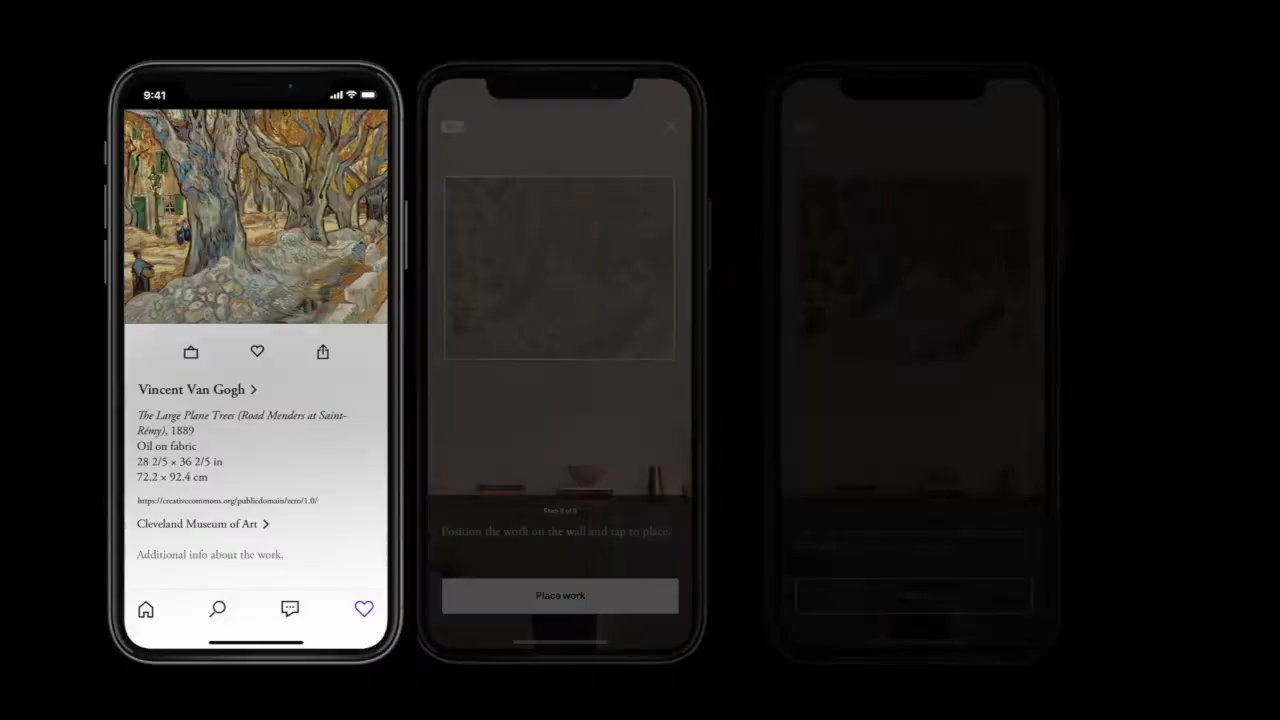 9:41
Vincent Van Gogh
The Large Plane Trees (Road Menders at Saint-
Rémy), 1889
Oil on fabric
28 2/5 × 36 2/5 in
72.2 × 92.4 cm
https://creativecommons.org/publicdomain/zero/1.0/
Cleveland Museum of Art
Additional info about the work.
Position the work on the wall and tap to place.
Place work